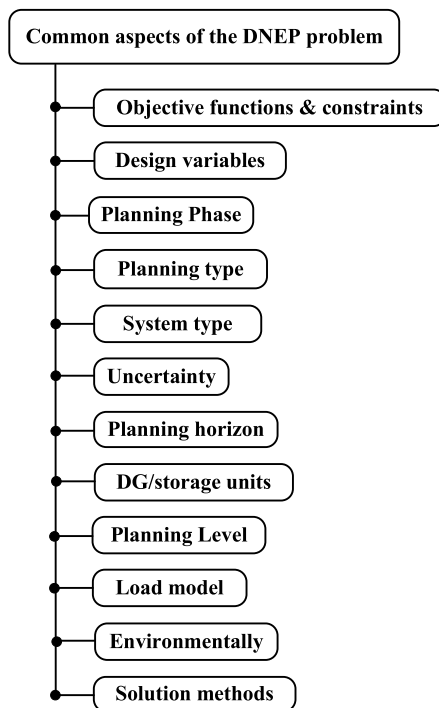 Common aspects of the DNEP problem
Objective functions & constraints
Design variables
Planning Phase
Planning type
System type
Uncertainty
Planning horizon
DG/storage units
Planning Level
Load model
Environmentally
Solution methods